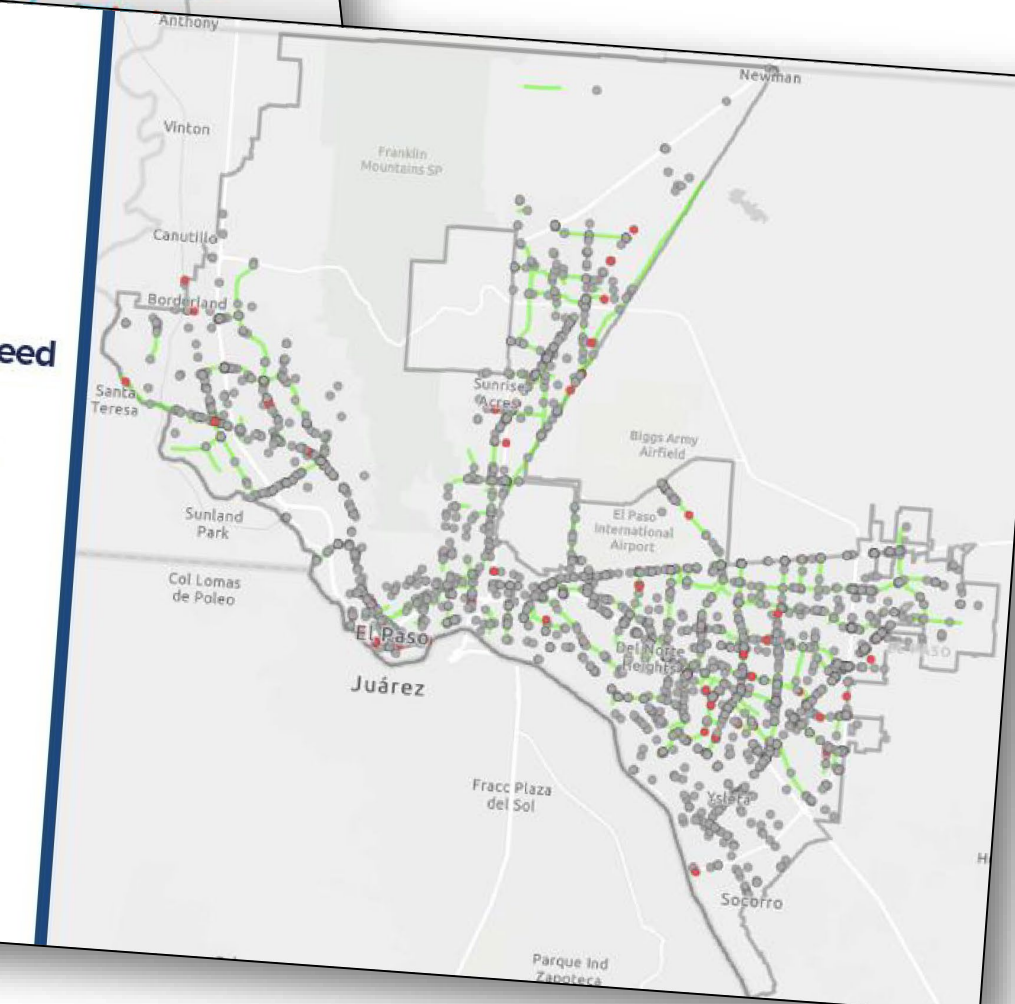 Anthony
Newman
Vinton
Franklin
Mountains SP
Canutillo
Borderland
eed
Santa
Teresa
Sunrise
Acres
Biggs Army
Airfield
Sunland
Park
El Paso
International
Airport
Col Lomas
de Poleo
El Paso
Juárez
Del Norte
Heights
Fracc Plaza
del Sol
Ysleta
Socorro
Parque Ind
Zapoteca